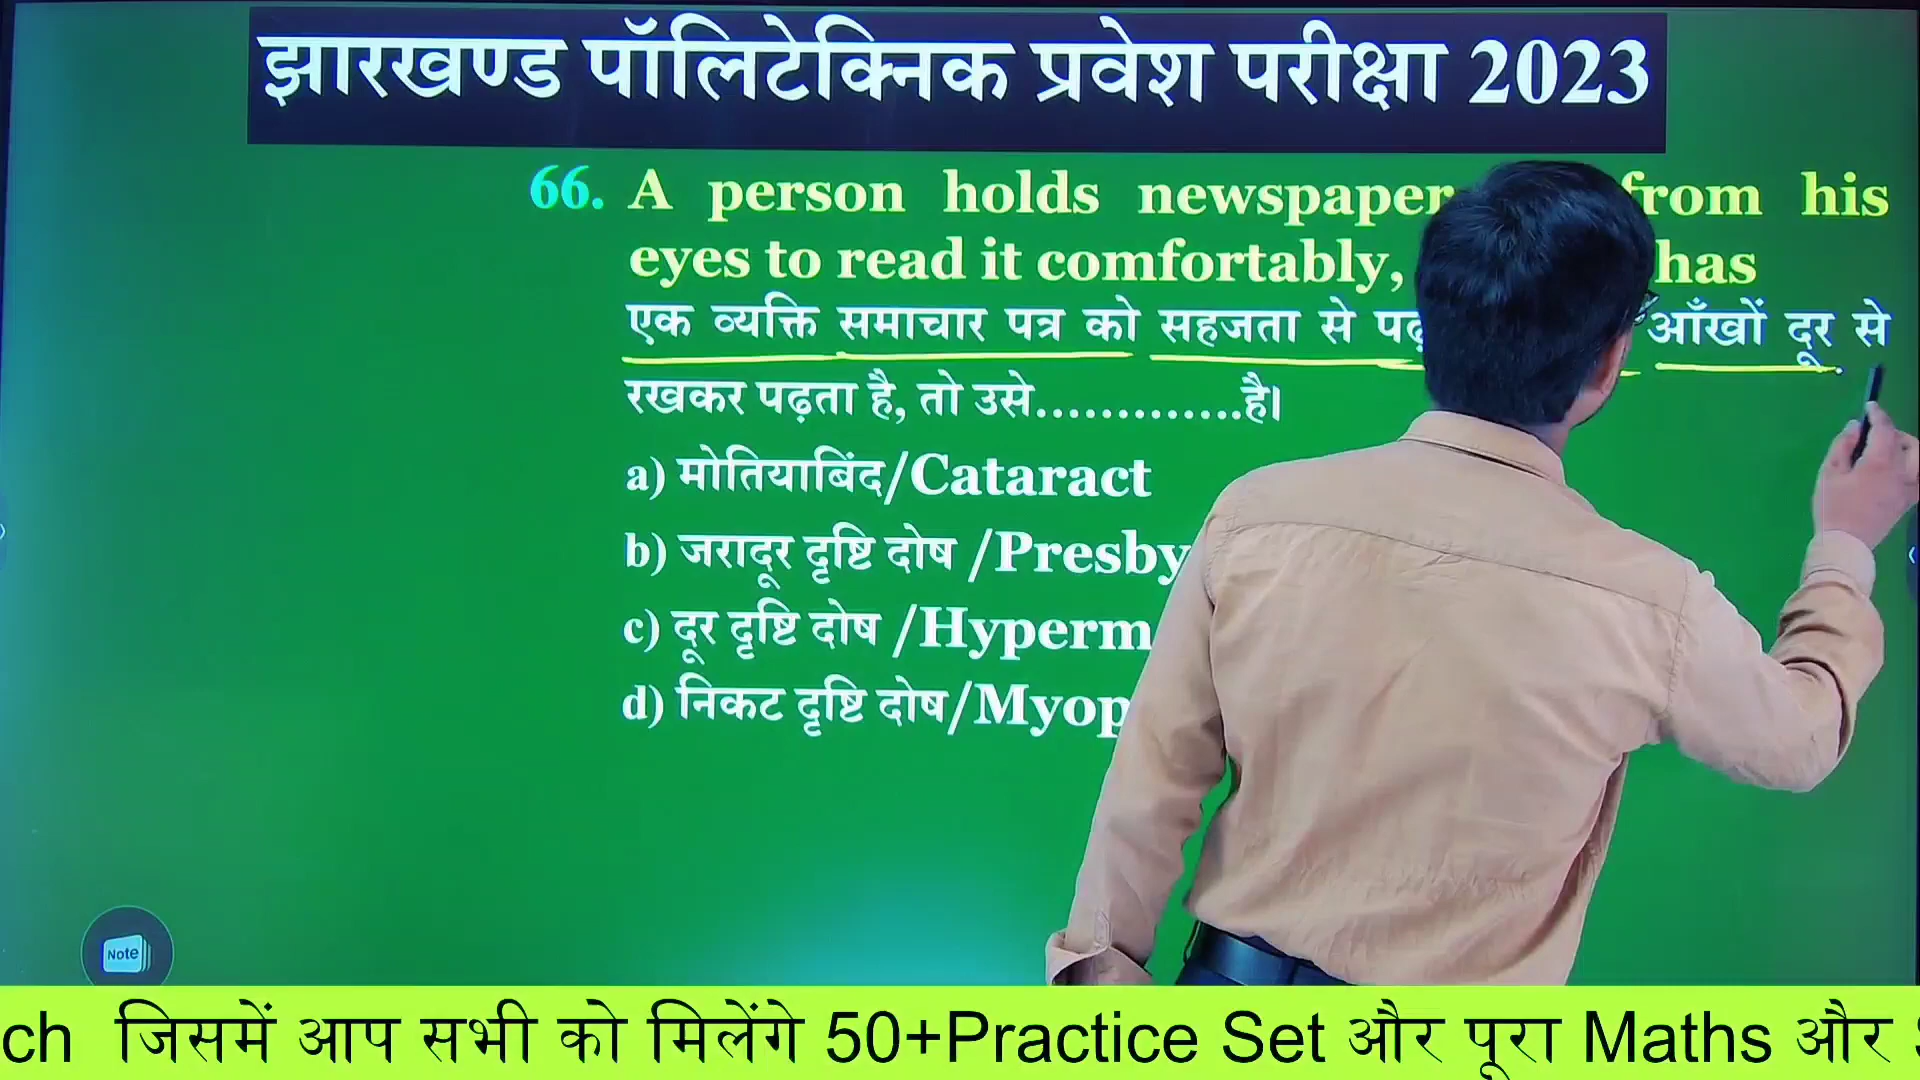 झारखण्ड पॉलिटेक्निक प्रवेश परीक्षा 2023
66. A person holds newspaper from his
eyes to read it comfortably, has
एक व्यक्ति समाचार पत्र को सहजता से आँखों दूर से
रखकर पढ़ता है, तो उसे..............है।
a) मोतियाबिंद/Cataract
b) जरादूर दृष्टि दोष /Presby
c) दूर दृष्टि दोष /Hyperm
d) निकट दृष्टि दोष/Myop
Note
ch जिसमें आप सभी को मिलेंगे 50+Practice Set और पूरा Maths और